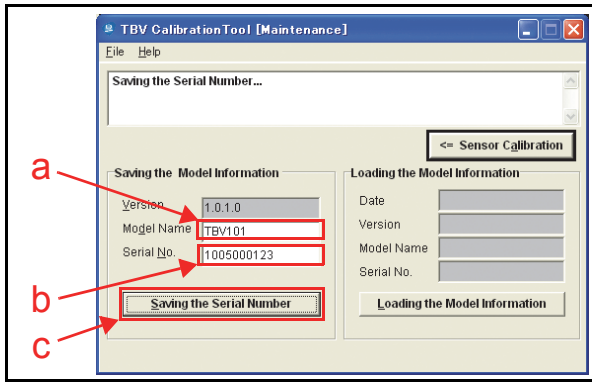 TBV CalibrationTool [Maintenance]
File Help
Saving the Serial Number...
<= Sensor Calibration
a
Saving the Model Information
Version 1.0.1.0
Model Name TBV101
Serial No. 1005000123
b
Saving the Serial Number
c
Loading the Model Information
Date
Version
Model Name
Serial No.
Loading the Model Information